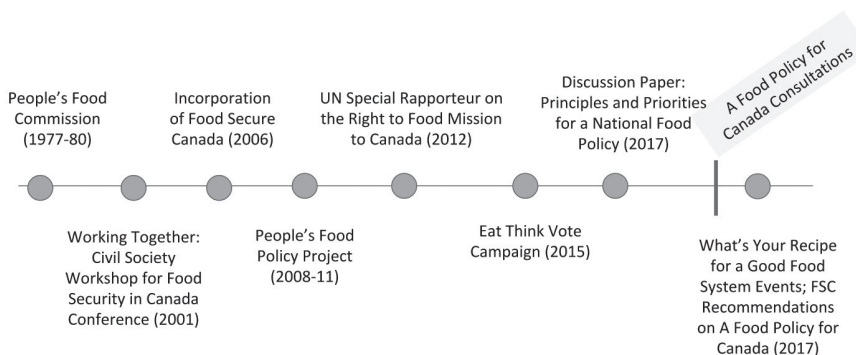 People's Food
Commission
(1977-80)
Working Together:
Civil Society
Workshop for Food
Security in Canada
Conference (2001)
Incorporation
of Food Secure
Canada (2006)
People's Food
Policy Project
(2008-11)
UN Special Rapporteur on
the Right to Food Mission
to Canada (2012)
Eat Think Vote
Campaign (2015)
Discussion Paper:
Principles and Priorities
for a National Food
Policy (2017)
A Food Policy for
Canada Consultations
What's Your Recipe
for a Good Food
System Events; FSC
Recommendations
on A Food Policy for
Canada (2017)